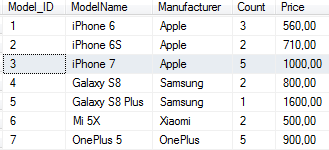 Model_ID ModelName Manufacturer Count Price
1 iPhone 6 Apple 3 560,00
2 iPhone 6S Apple 2 710,00
3 iPhone 7 Apple 5 1000,00
4 Galaxy S8 Samsung 2 800,00
5 Galaxy S8 Plus Samsung 1 1600,00
6 Mi 5X Xiaomi 2 500,00
7 OnePlus 5 OnePlus 5 900,00